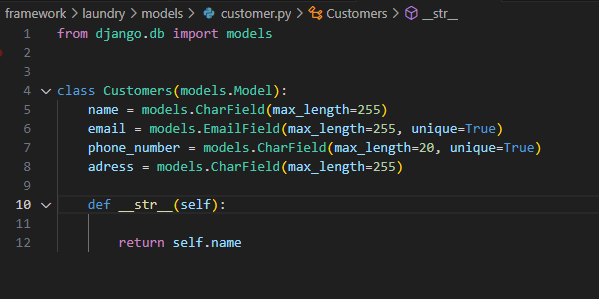 framework > laundry > models > customer.py > Customers > __str__
1 from django.db import models
2
3
4 class Customers(models.Model):
5     name = models.CharField(max_length=255)
6     email = models.EmailField(max_length=255, unique=True)
7     phone_number = models.CharField(max_length=20, unique=True)
8     adress = models.CharField(max_length=255)
9
10     def __str__(self):
11
12         return self.name